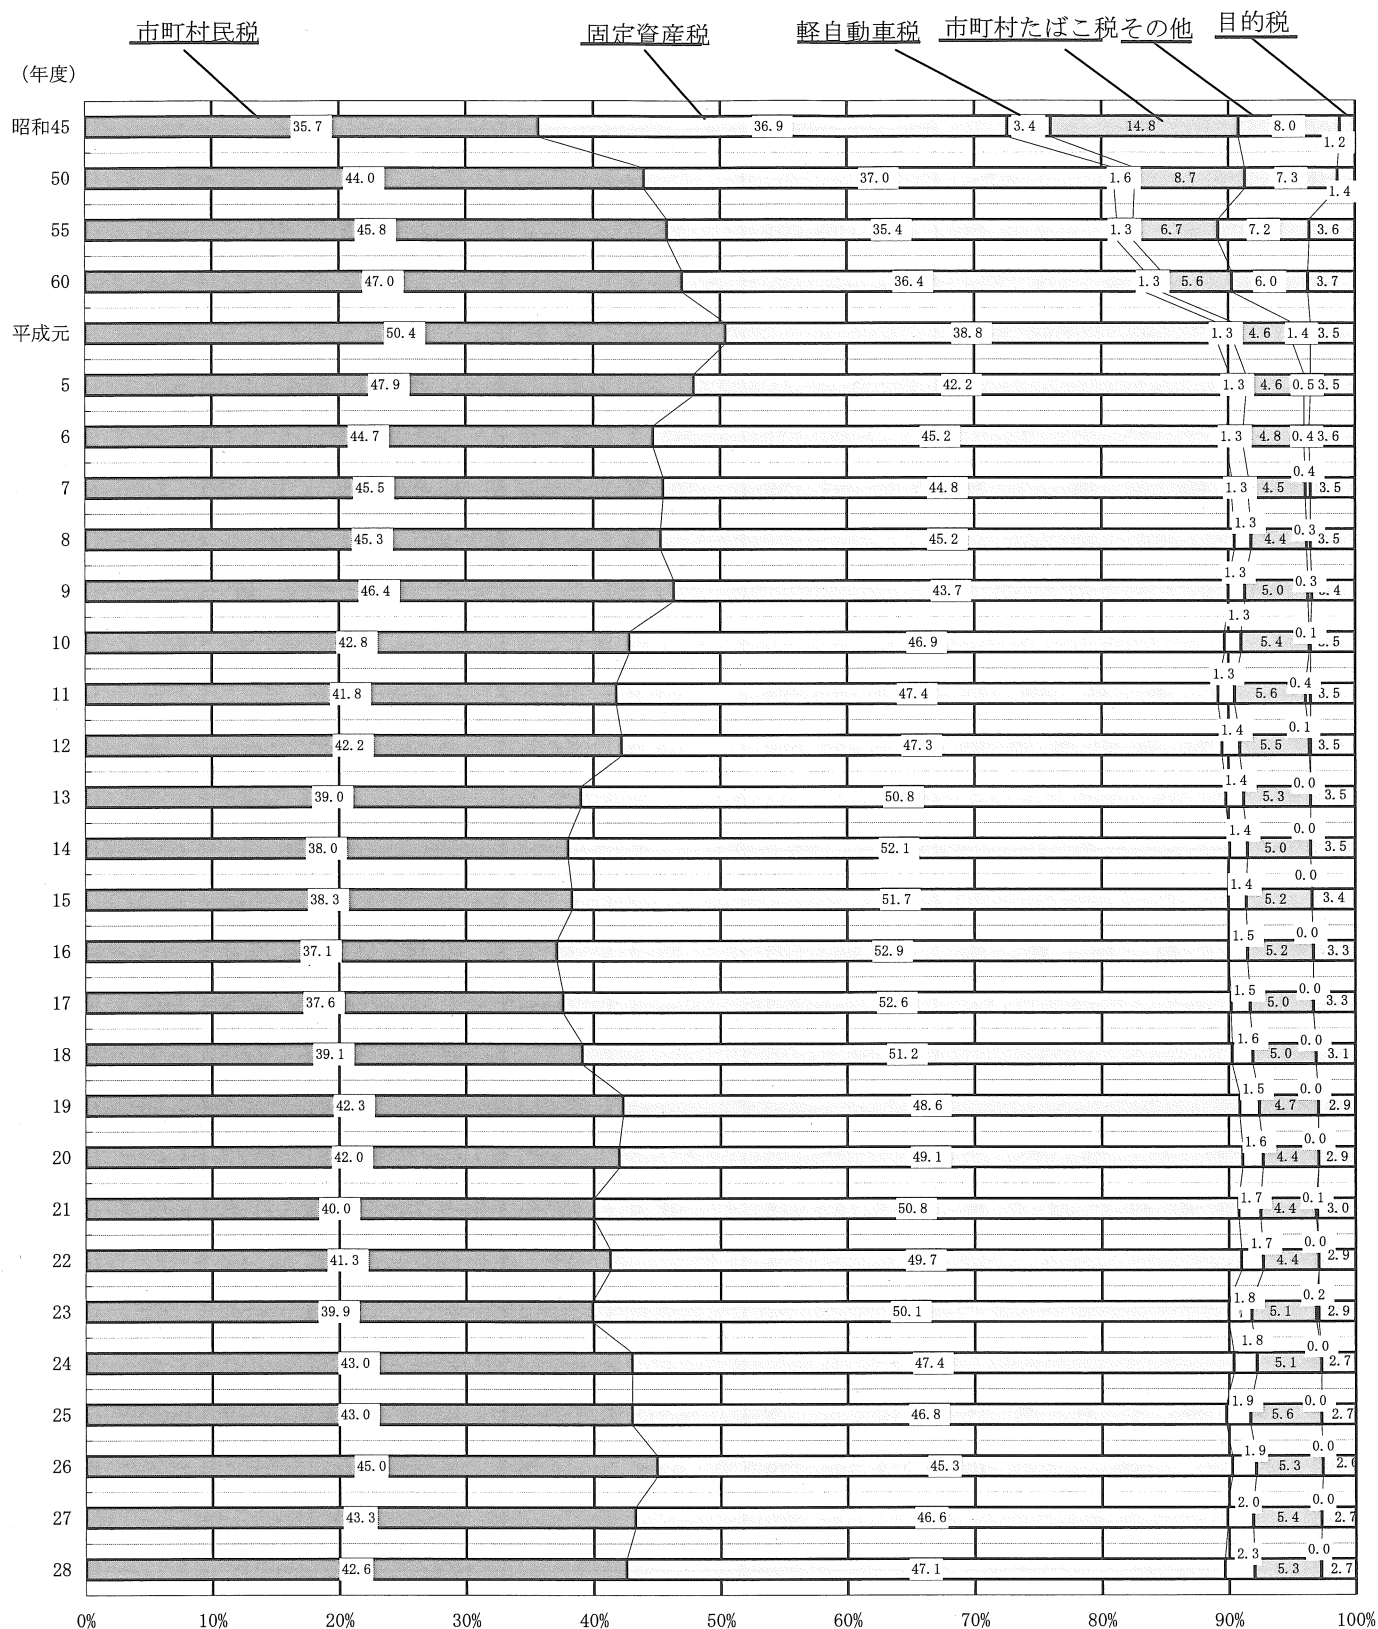 市町村民税 固定資産税 軽自動車税 市町村たばこ税 その他 目的税
（年度）
昭和45 35.7 36.9 3.4 14.8 8.0 1.2
50 44.0 37.0 1.6 8.7 7.3 1.4
55 45.8 35.4 1.3 6.7 7.2 3.6
60 47.0 36.4 1.3 5.6 6.0 3.7
平成元 50.4 38.8 1.3 4.6 1.4 3.5
5 47.9 42.2 1.3 4.6 0.5 3.5
6 44.7 45.2 1.3 4.8 0.4 3.6
7 45.5 44.8 1.3 4.5 0.4 3.5
8 45.3 45.2 1.3 4.4 0.3 3.5
9 46.4 43.7 1.3 5.0 0.3
10 42.8 46.9 1.3 5.4 0.1
11 41.8 47.4 1.3 5.6 0.4 3.5
12 42.2 47.3 1.4 5.5 0.1 3.5
13 39.0 50.8 1.4 5.3 0.0 3.5
14 38.0 52.1 1.4 5.0 0.0 3.5
15 38.3 51.7 1.4 5.2 0.0 3.4
16 37.1 52.9 1.5 5.2 0.0 3.3
17 37.6 52.6 1.5 5.0 0.0 3.3
18 39.1 51.2 1.6 5.0 0.0 3.1
19 42.3 48.6 1.5 4.7 0.0 2.9
20 42.0 49.1 1.6 4.4 0.0 2.9
21 40.0 50.8 1.7 4.4 0.1 3.0
22 41.3 49.7 1.7 4.4 0.0 2.9
23 39.9 50.1 1.8 5.1 0.2 2.9
24 43.0 47.4 1.8 5.1 0.0 2.7
25 43.0 46.8 1.9 5.6 0.0 2.7
26 45.0 45.3 1.9 5.3 0.0 2.6
27 43.3 46.6 2.0 5.4 0.0 2.7
28 42.6 47.1 2.3 5.3 0.0 2.7
0% 10% 20% 30% 40% 50% 60% 70% 80% 90% 100%